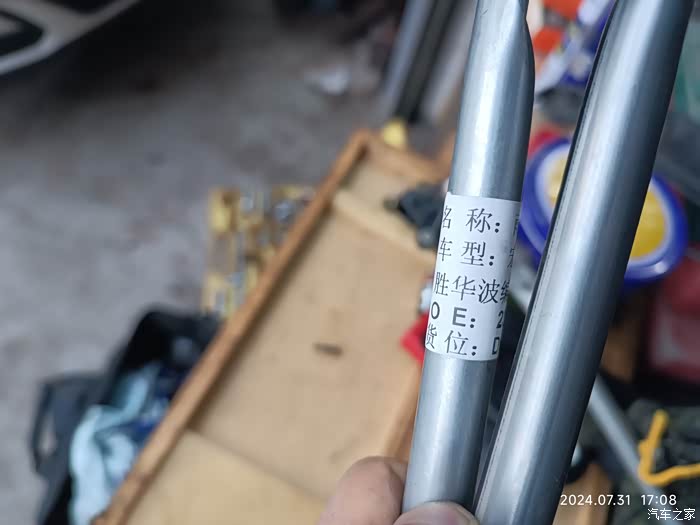 名 称:
车 型:
胜华波
O E: 2
货 位: D
2024.07.31 17:08
汽车之家